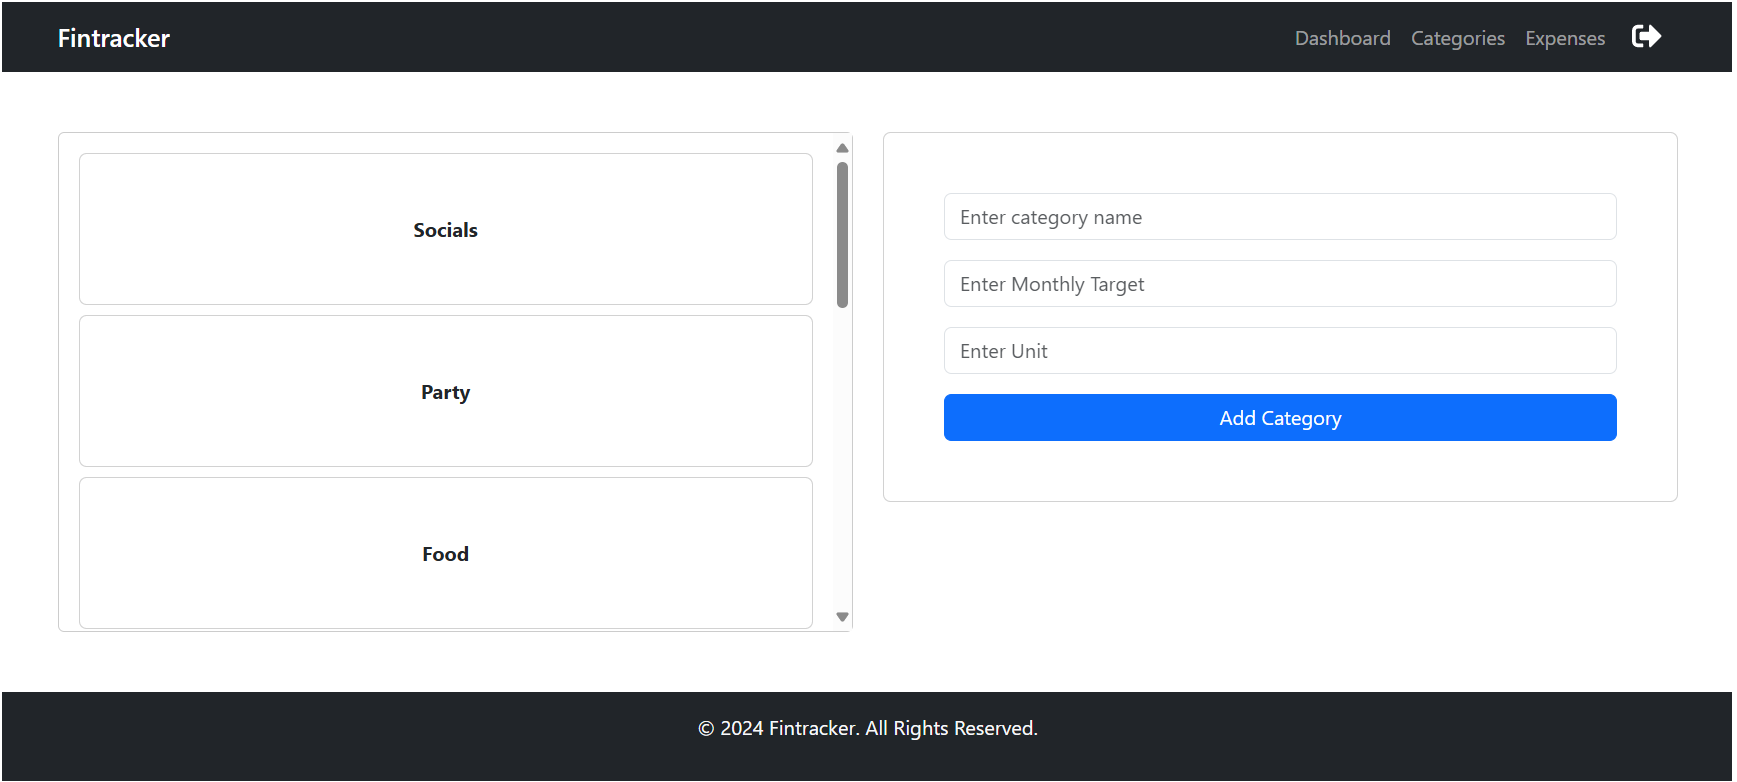 Fintracker
Dashboard Categories Expenses
Socials
Party
Food
Enter category name
Enter Monthly Target
Enter Unit
Add Category
© 2024 Fintracker. All Rights Reserved.